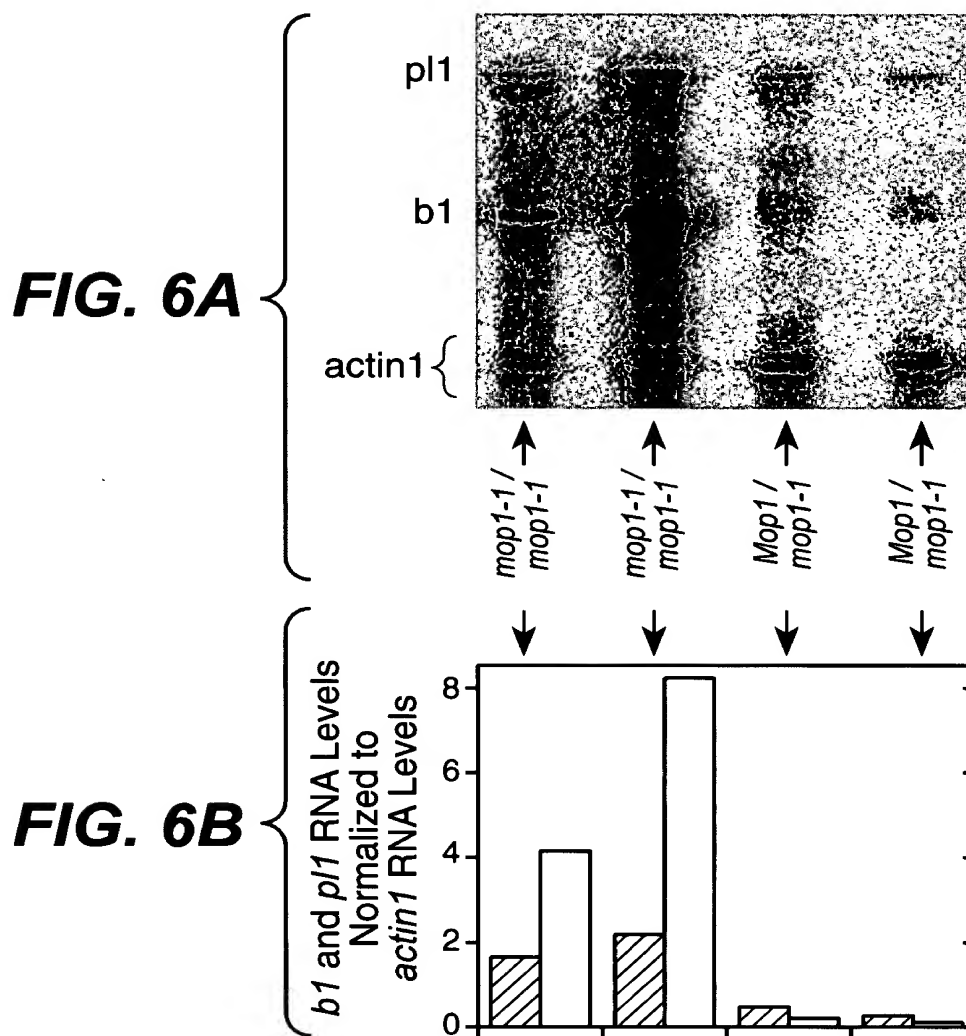 FIG. 6A
pl1
b1
actin1
mop1-1/
mop1-1
mop1-1/
mop1-1
Mop1/
mop1-1
Mop1/
mop1-1
FIG. 6B
b1 and pl1 RNA Levels
Normalized to
actin1 RNA Levels
8
6
4
2
0